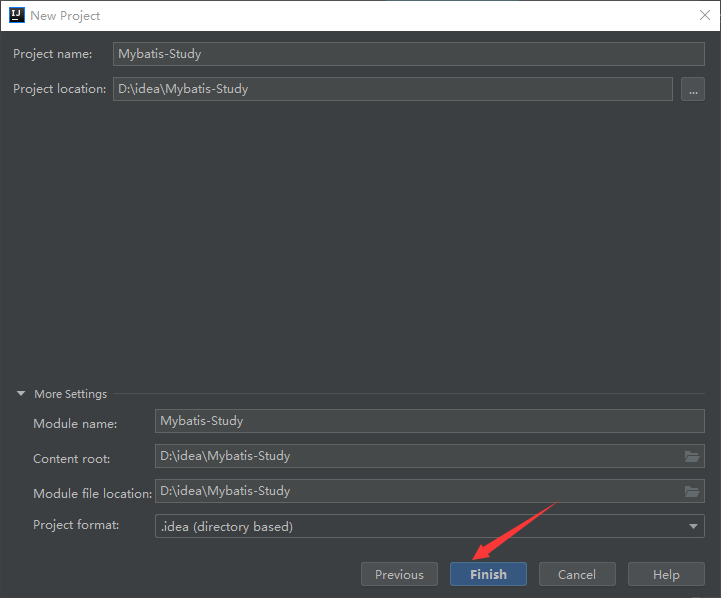 New Project
Project name: Mybatis-Study
Project location: D:\idea\Mybatis-Study ...
More Settings
Module name: Mybatis-Study
Content root: D:\idea\Mybatis-Study
Module file location: D:\idea\Mybatis-Study
Project format: .idea (directory based)
Previous Finish Cancel Help